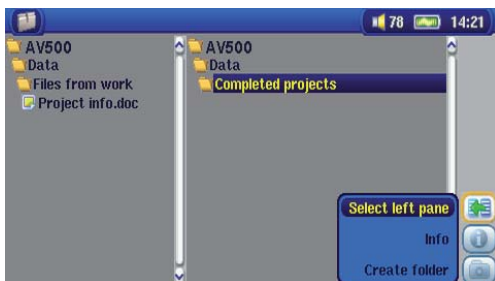 78 14:21
AV500
Data
Files from work
Project info.doc
AV500
Data
Completed projects
Select left pane
Info
Create folder